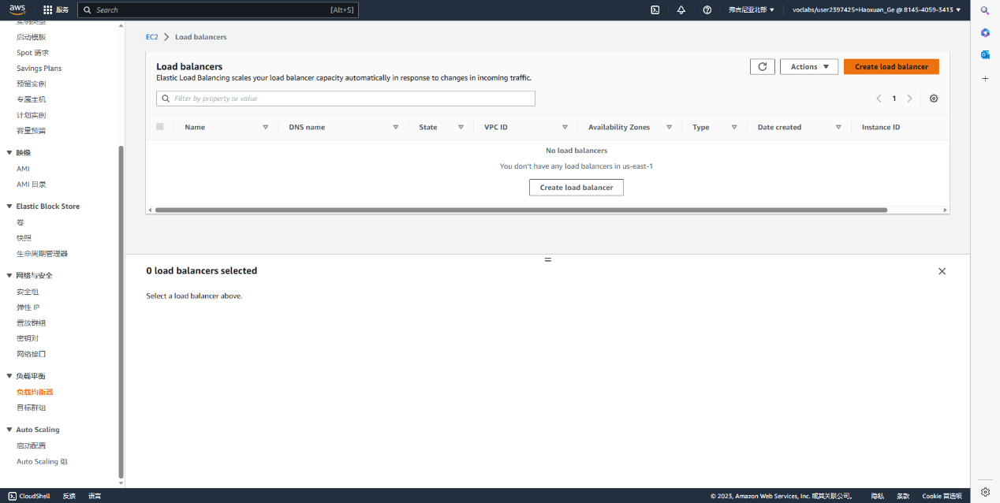 aws
服务
Search
[Alt+S]
弗吉尼亚北部 ▼
voclabs/user2397425=Haoxuan_Ge @ 8145-4059-3413 ▼
实例类型
启动模板
Spot 请求
Savings Plans
预留实例
专属主机
计划实例
容量预留
映像
AMI
AMI 目录
Elastic Block Store
卷
快照
生命周期管理器
网络与安全
安全组
弹性 IP
置放群组
密钥对
网络接口
负载平衡
负载均衡器
目标群组
Auto Scaling
启动配置
Auto Scaling 组
EC2 > Load balancers
Load balancers
Elastic Load Balancing scales your load balancer capacity automatically in response to changes in incoming traffic.
Actions
Create load balancer
Filter by property or value
1
Name
DNS name
State
VPC ID
Availability Zones
Type
Date created
Instance ID
No load balancers
You don't have any load balancers in us-east-1
Create load balancer
0 load balancers selected
Select a load balancer above.
CloudShell
反馈
语言
© 2023, Amazon Web Services, Inc. 或其关联公司。
隐私
条款
Cookie 首选项